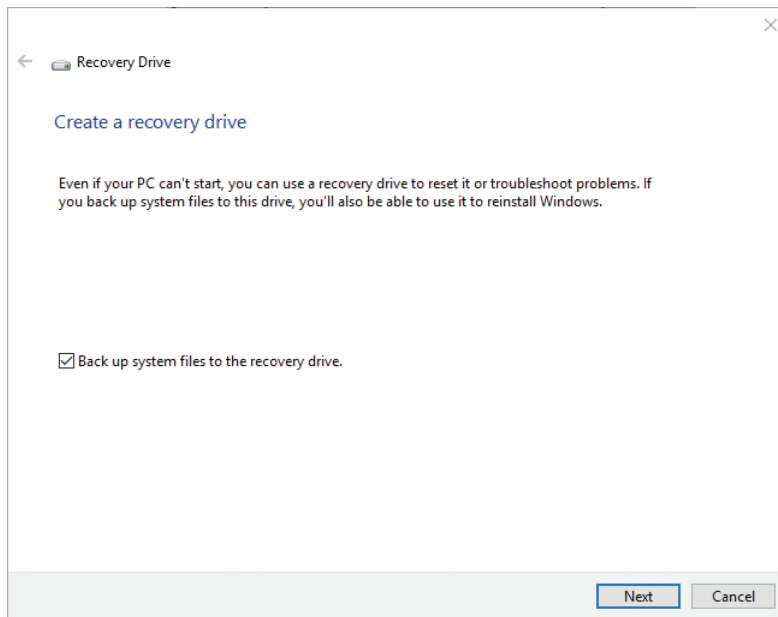 Recovery Drive
Create a recovery drive
Even if your PC can't start, you can use a recovery drive to reset it or troubleshoot problems. If
you back up system files to this drive, you'll also be able to use it to reinstall Windows.
Back up system files to the recovery drive.
Next Cancel